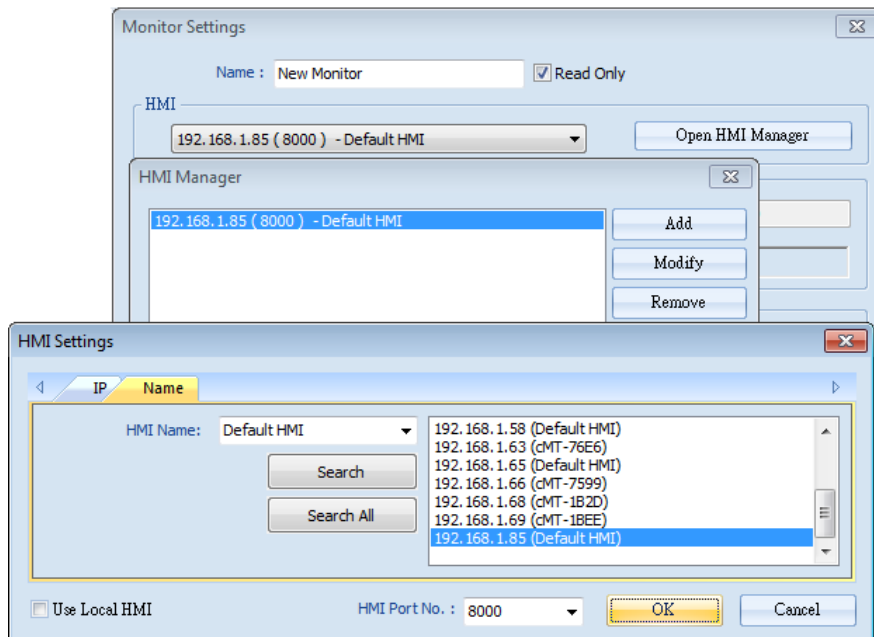 Monitor Settings
Name : New Monitor Read Only
HMI
192.168.1.85 ( 8000 ) - Default HMI Open HMI Manager
HMI Manager
192.168.1.85 ( 8000 ) - Default HMI
Add
Modify
Remove
HMI Settings
IP Name
HMI Name: Default HMI
Search
Search All
192.168.1.58 (Default HMI)
192.168.1.63 (cMT-76E6)
192.168.1.65 (Default HMI)
192.168.1.66 (cMT-7599)
192.168.1.68 (cMT-1B2D)
192.168.1.69 (cMT-1BEE)
192.168.1.85 (Default HMI)
Use Local HMI HMI Port No. : 8000 OK Cancel